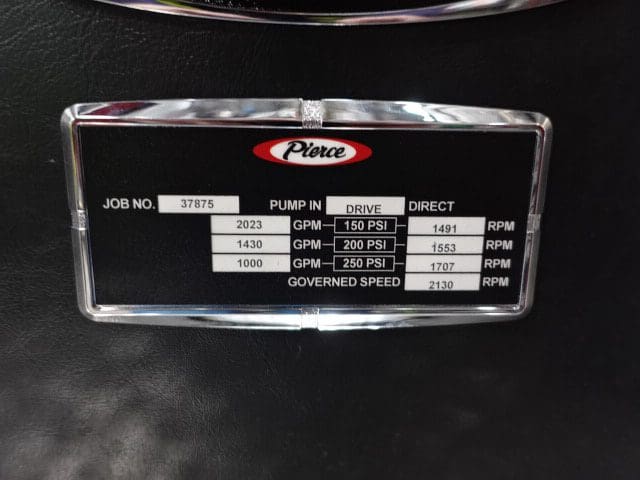 Pierce
JOB NO. 37875 PUMP IN DRIVE DIRECT
2023 GPM 150 PSI 1491 RPM
1430 GPM 200 PSI 1553 RPM
1000 GPM 250 PSI 1707 RPM
GOVERNED SPEED 2130 RPM